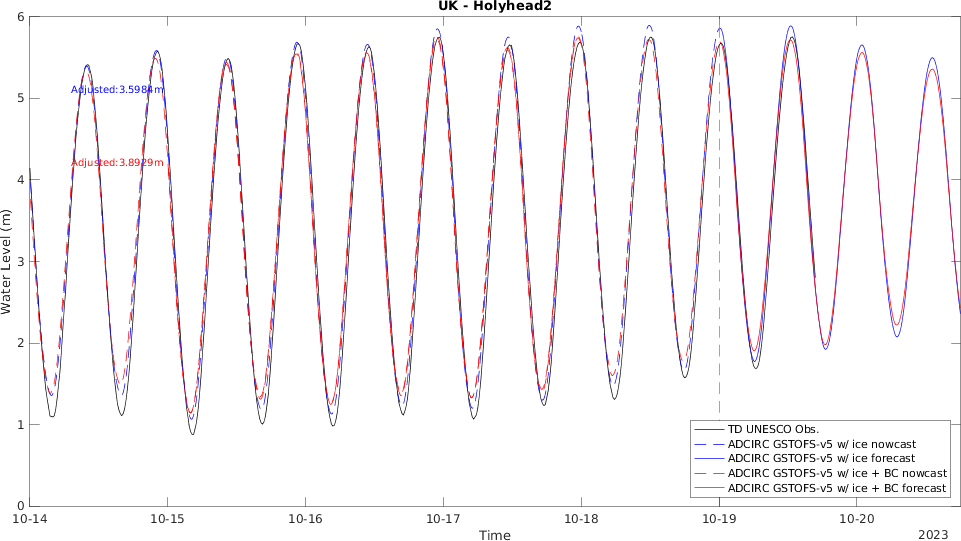 UK - Holyhead2
6
5
4
3
2
1
0
Water Level (m)
Adjusted:3.5984m
Adjusted:3.8929m
TD UNESCO Obs.
ADCIRC GSTOFS-v5 w/ ice nowcast
ADCIRC GSTOFS-v5 w/ ice forecast
ADCIRC GSTOFS-v5 w/ ice + BC nowcast
ADCIRC GSTOFS-v5 w/ ice + BC forecast
10-14 10-15 10-16 10-17 10-18 10-19 10-20
Time
2023